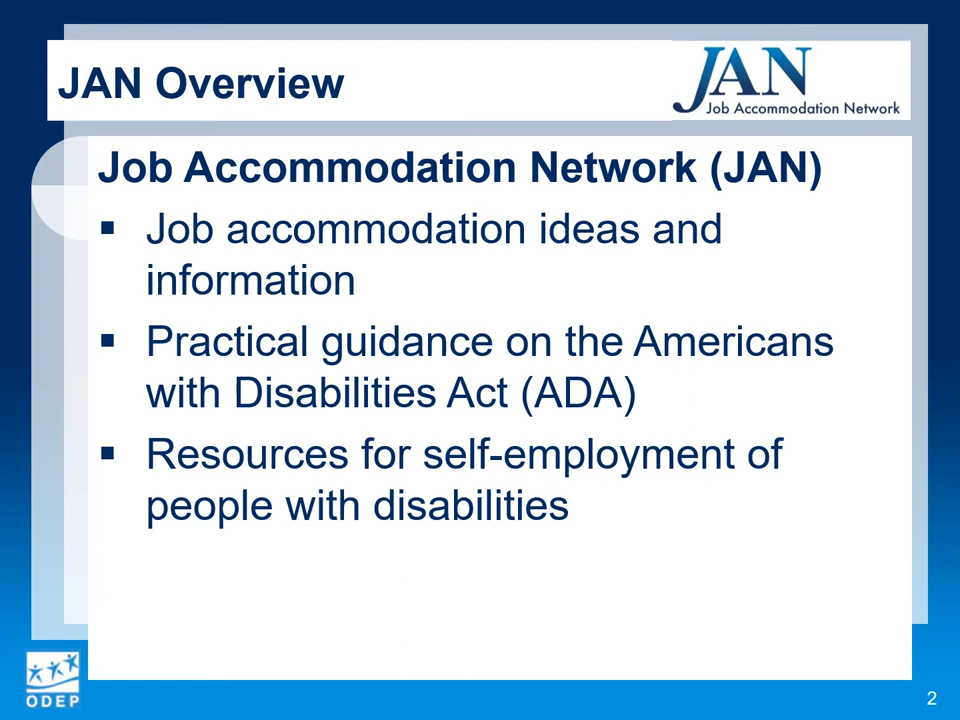 JAN Overview
JAN
Job Accommodation Network
Job Accommodation Network (JAN)
▪ Job accommodation ideas and
information
▪ Practical guidance on the Americans
with Disabilities Act (ADA)
▪ Resources for self-employment of
people with disabilities
ODEP
2